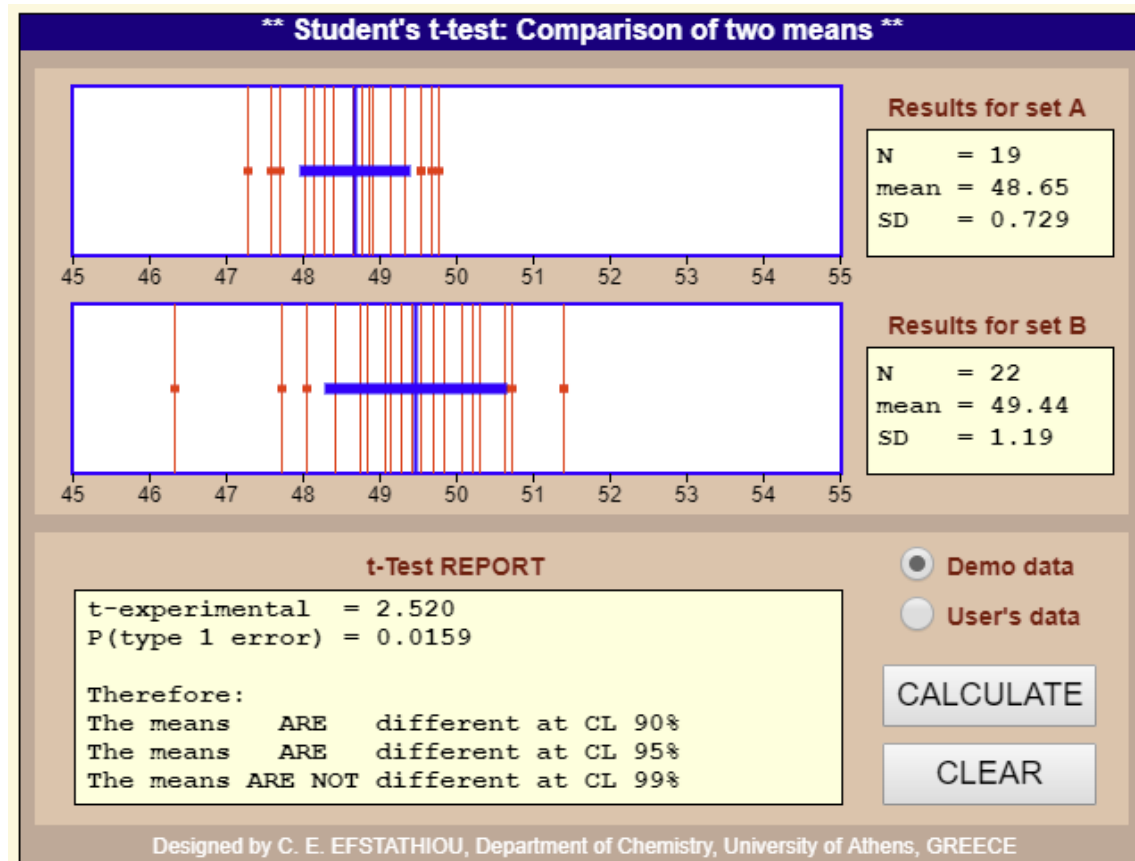 ** Student's t-test: Comparison of two means **
Results for set A
N = 19
mean = 48.65
SD = 0.729
45 46 47 48 49 50 51 52 53 54 55
Results for set B
N = 22
mean = 49.44
SD = 1.19
45 46 47 48 49 50 51 52 53 54 55
t-Test REPORT
t-experimental = 2.520
P(type 1 error) = 0.0159
Therefore:
The means ARE different at CL 90%
The means ARE different at CL 95%
The means ARE NOT different at CL 99%
Demo data
User's data
CALCULATE
CLEAR
Designed by C. E. EFSTATHIOU, Department of Chemistry, University of Athens, GREECE